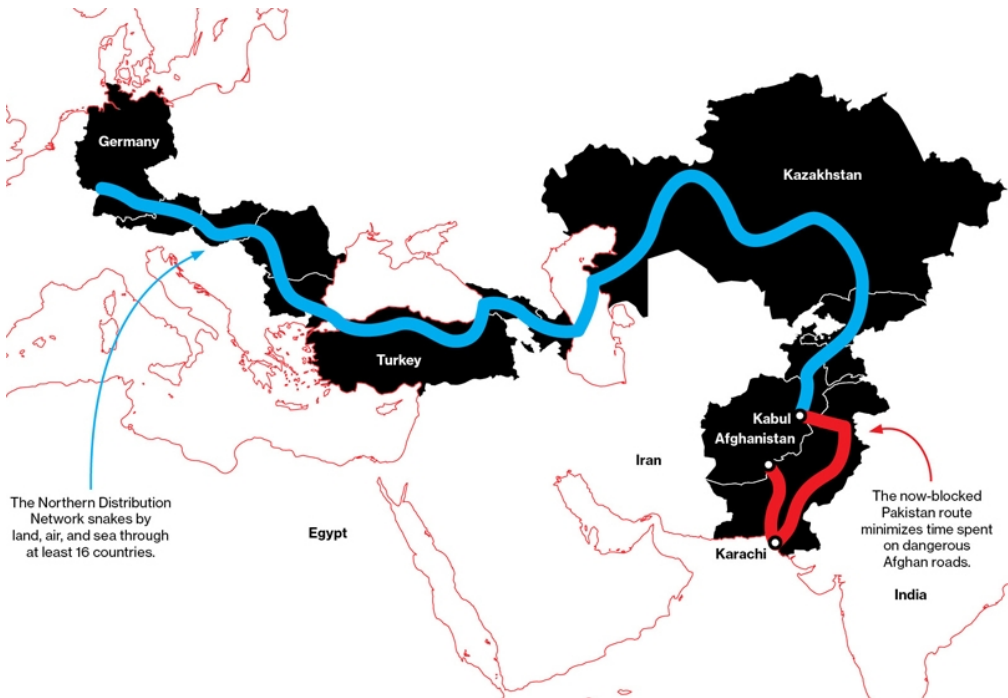 Germany
Kazakhstan
Turkey
Kabul
Afghanistan
Iran
The Northern Distribution
Network snakes by
land, air, and sea through
at least 16 countries.
The now-blocked
Pakistan route
minimizes time spent
on dangerous
Afghan roads.
Egypt
Karachi
India